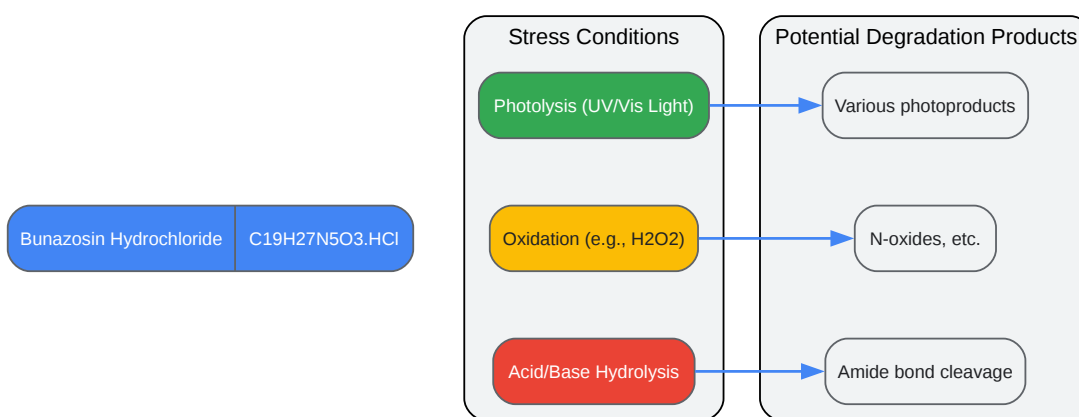 Stress Conditions
Potential Degradation Products
Photolysis (UV/Vis Light)
Various photoproducts
Bunazosin Hydrochloride
C19H27N5O3.HCl
Oxidation (e.g., H2O2)
N-oxides, etc.
Acid/Base Hydrolysis
Amide bond cleavage